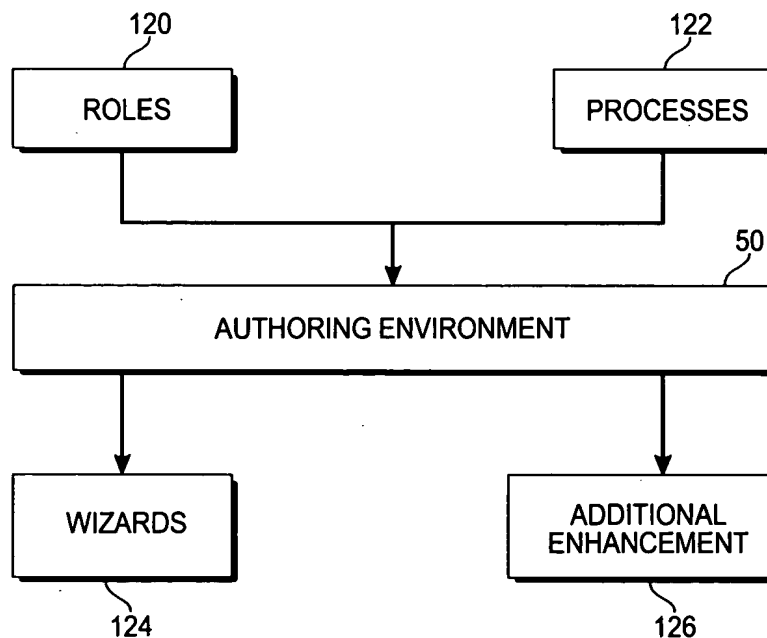 120
122
ROLES
PROCESSES
50
AUTHORING ENVIRONMENT
WIZARDS
ADDITIONAL
ENHANCEMENT
124
126